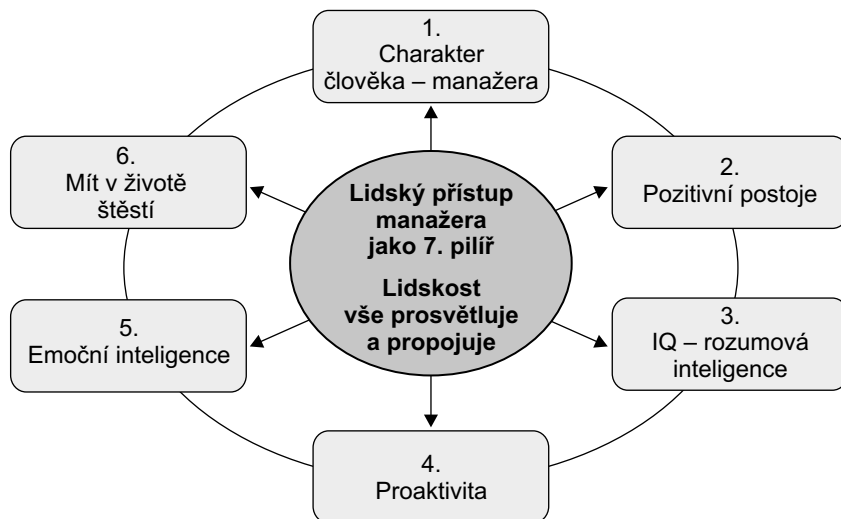 1.
Charakter
člověka – manažera
2.
Pozitivní postoje
3.
IQ – rozumová
inteligence
4.
Proaktivita
5.
Emoční inteligence
6.
Mít v životě
štěstí
Lidský přístup
manažera
jako 7. pilíř
Lidskost
vše prosvětluje
a propojuje